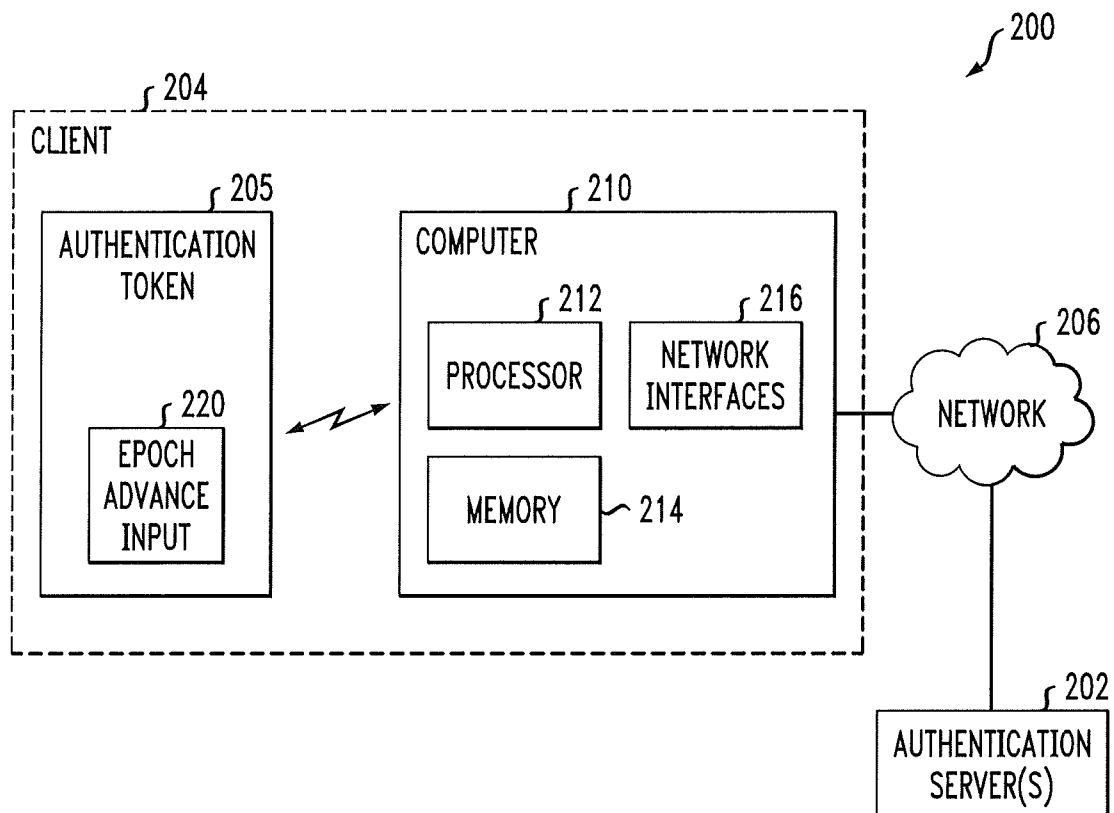 200
204
CLIENT
205
AUTHENTICATION
TOKEN
220
EPOCH
ADVANCE
INPUT
210
COMPUTER
212
PROCESSOR
216
NETWORK
INTERFACES
MEMORY
214
206
NETWORK
202
AUTHENTICATION
SERVER(S)